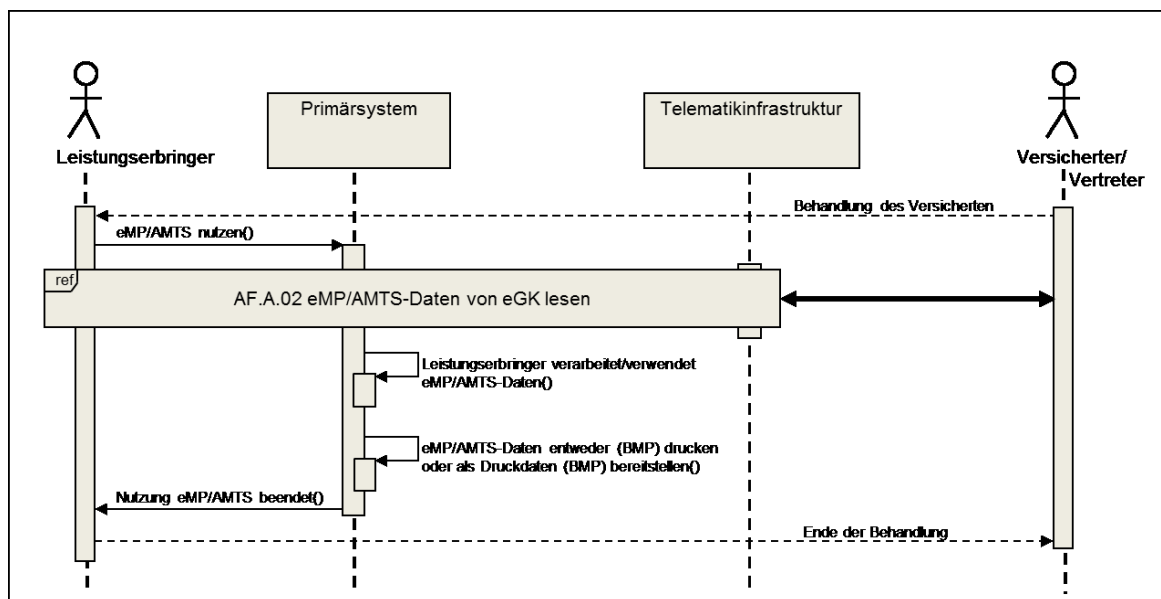 Primärsystem
Telematikinfrastruktur
Leistungserbringer
Versicherter/
Vertreter
Behandlung des Versicherten
eMP/AMTS nutzen()
ref
AF.A.02 eMP/AMTS-Daten von eGK lesen
Leistungserbringer verarbeitet/verwendet
eMP/AMTS-Daten()
eMP/AMTS-Daten entweder (BMP) drucken
oder als Druckdaten (BMP) bereitstellen()
Nutzung eMP/AMTS beendet()
Ende der Behandlung